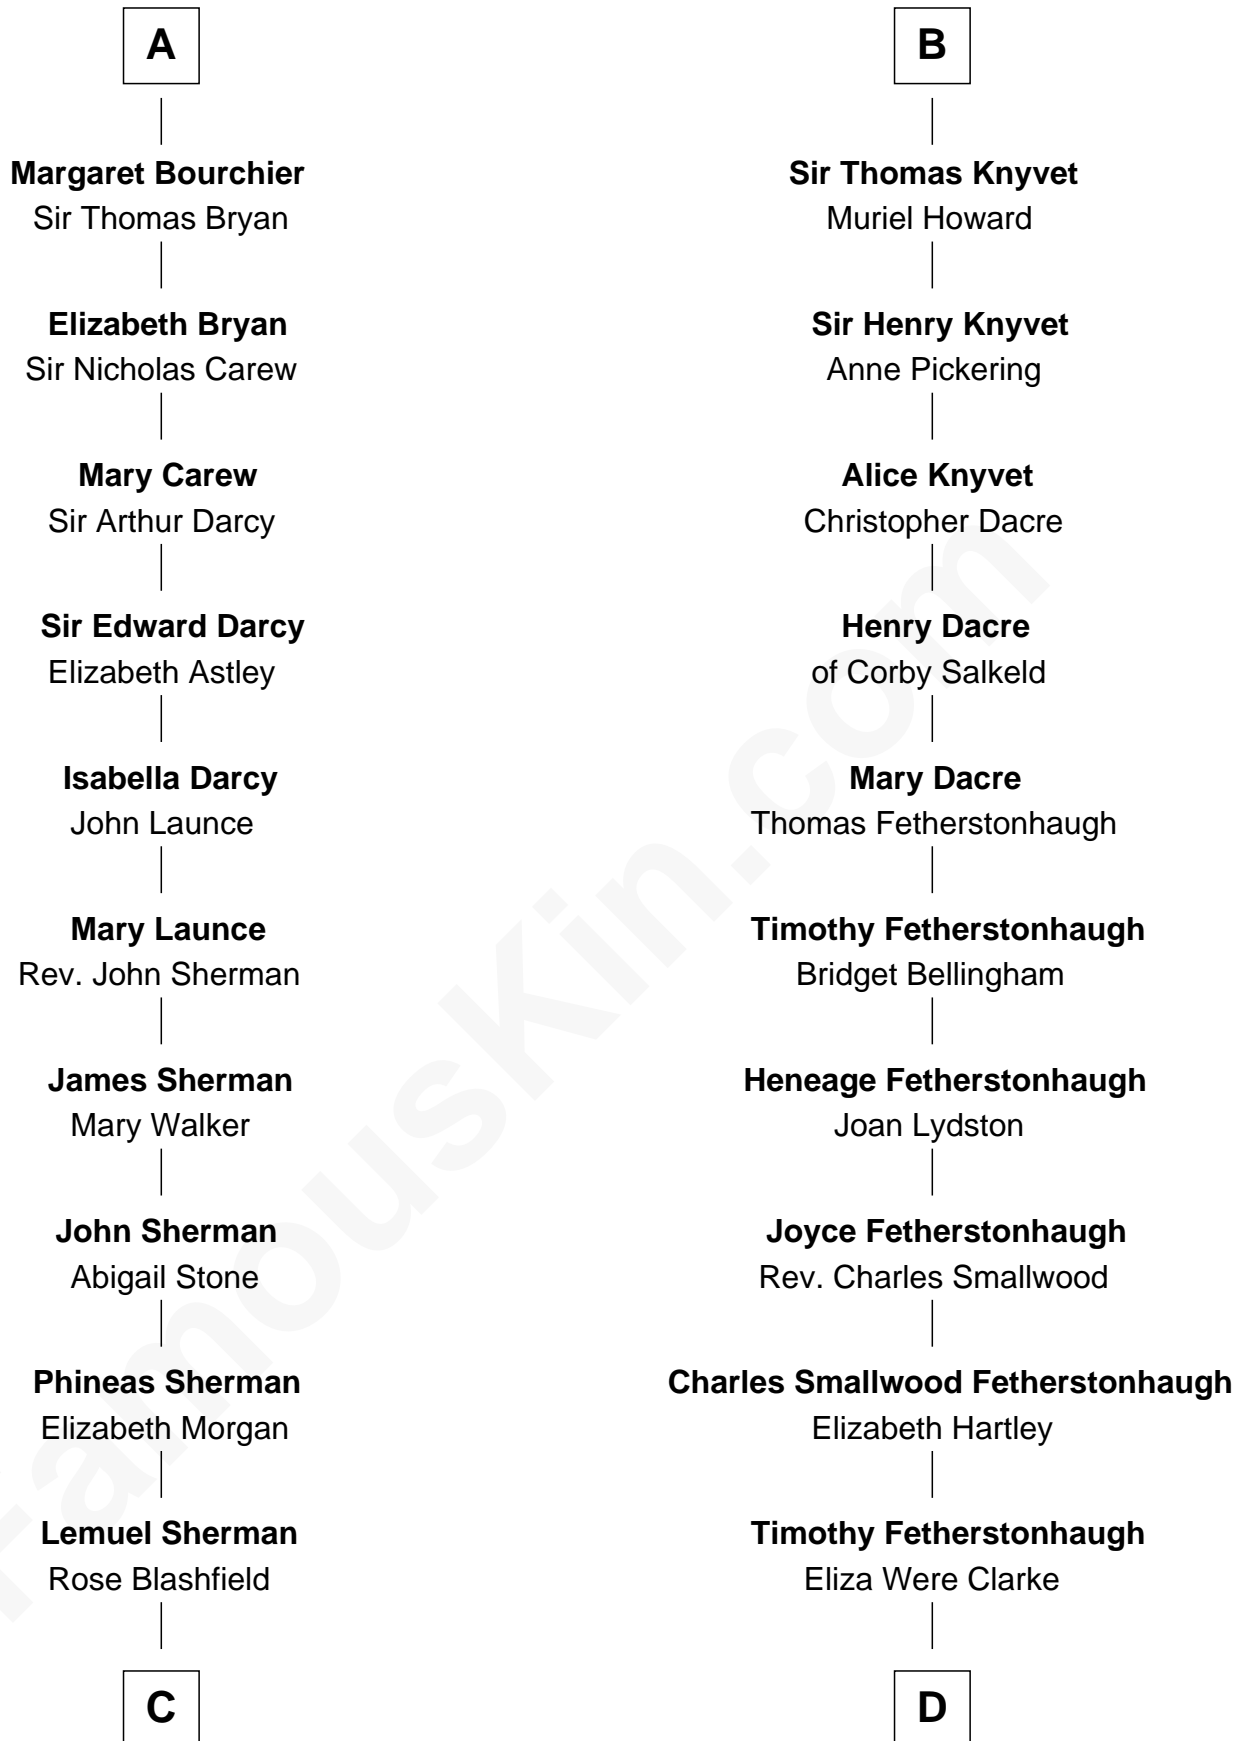 A
Margaret Bourchier
Sir Thomas Bryan
Elizabeth Bryan
Sir Nicholas Carew
Mary Carew
Sir Arthur Darcy
Sir Edward Darcy
Elizabeth Astley
Isabella Darcy
John Launce
Mary Launce
Rev. John Sherman
James Sherman
Mary Walker
John Sherman
Abigail Stone
Phineas Sherman
Elizabeth Morgan
Lemuel Sherman
Rose Blashfield
C
B
Sir Thomas Knyvet
Muriel Howard
Sir Henry Knyvet
Anne Pickering
Alice Knyvet
Christopher Dacre
Henry Dacre
of Corby Salkeld
Mary Dacre
Thomas Fetherstonhaugh
Timothy Fetherstonhaugh
Bridget Bellingham
Heneage Fetherstonhaugh
Joan Lydston
Joyce Fetherstonhaugh
Rev. Charles Smallwood
Charles Smallwood Fetherstonhaugh
Elizabeth Hartley
Timothy Fetherstonhaugh
Eliza Were Clarke
D
FamousKin.com